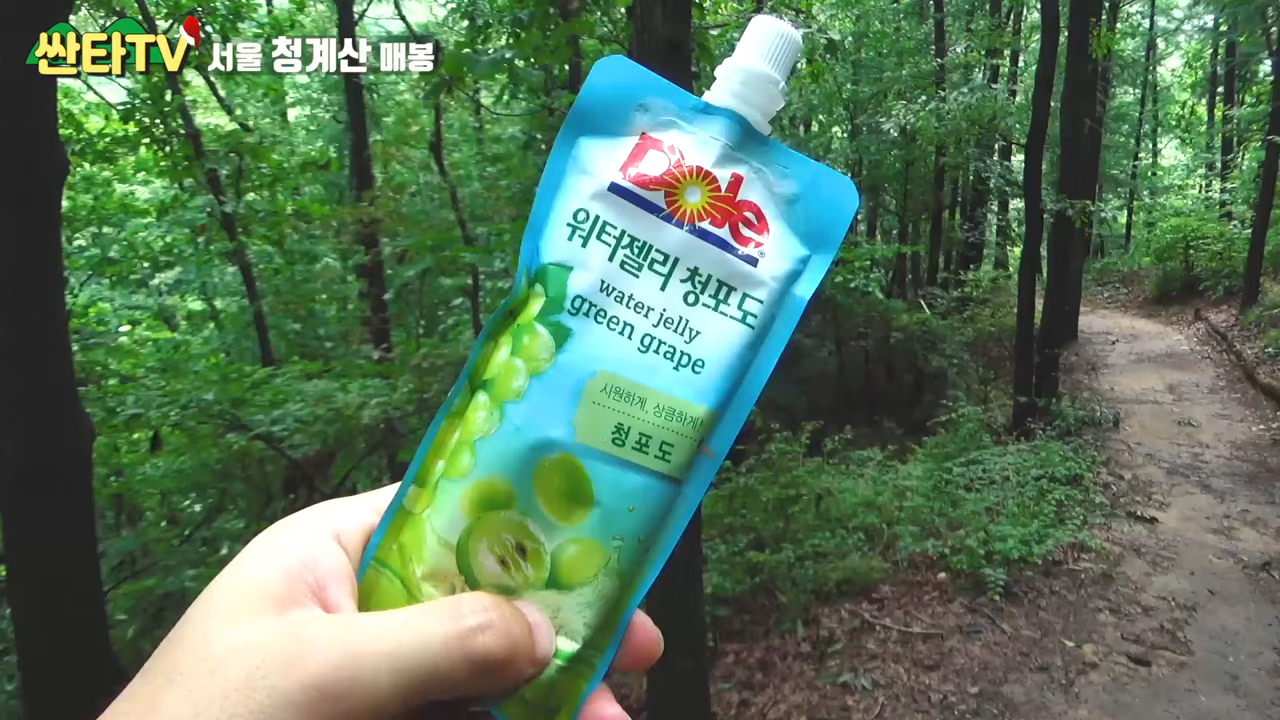 싼타TV 서울 청계산 매봉
Dole
워터젤리 청포도
water jelly
green grape
시원하게, 상큼하게!
청포도